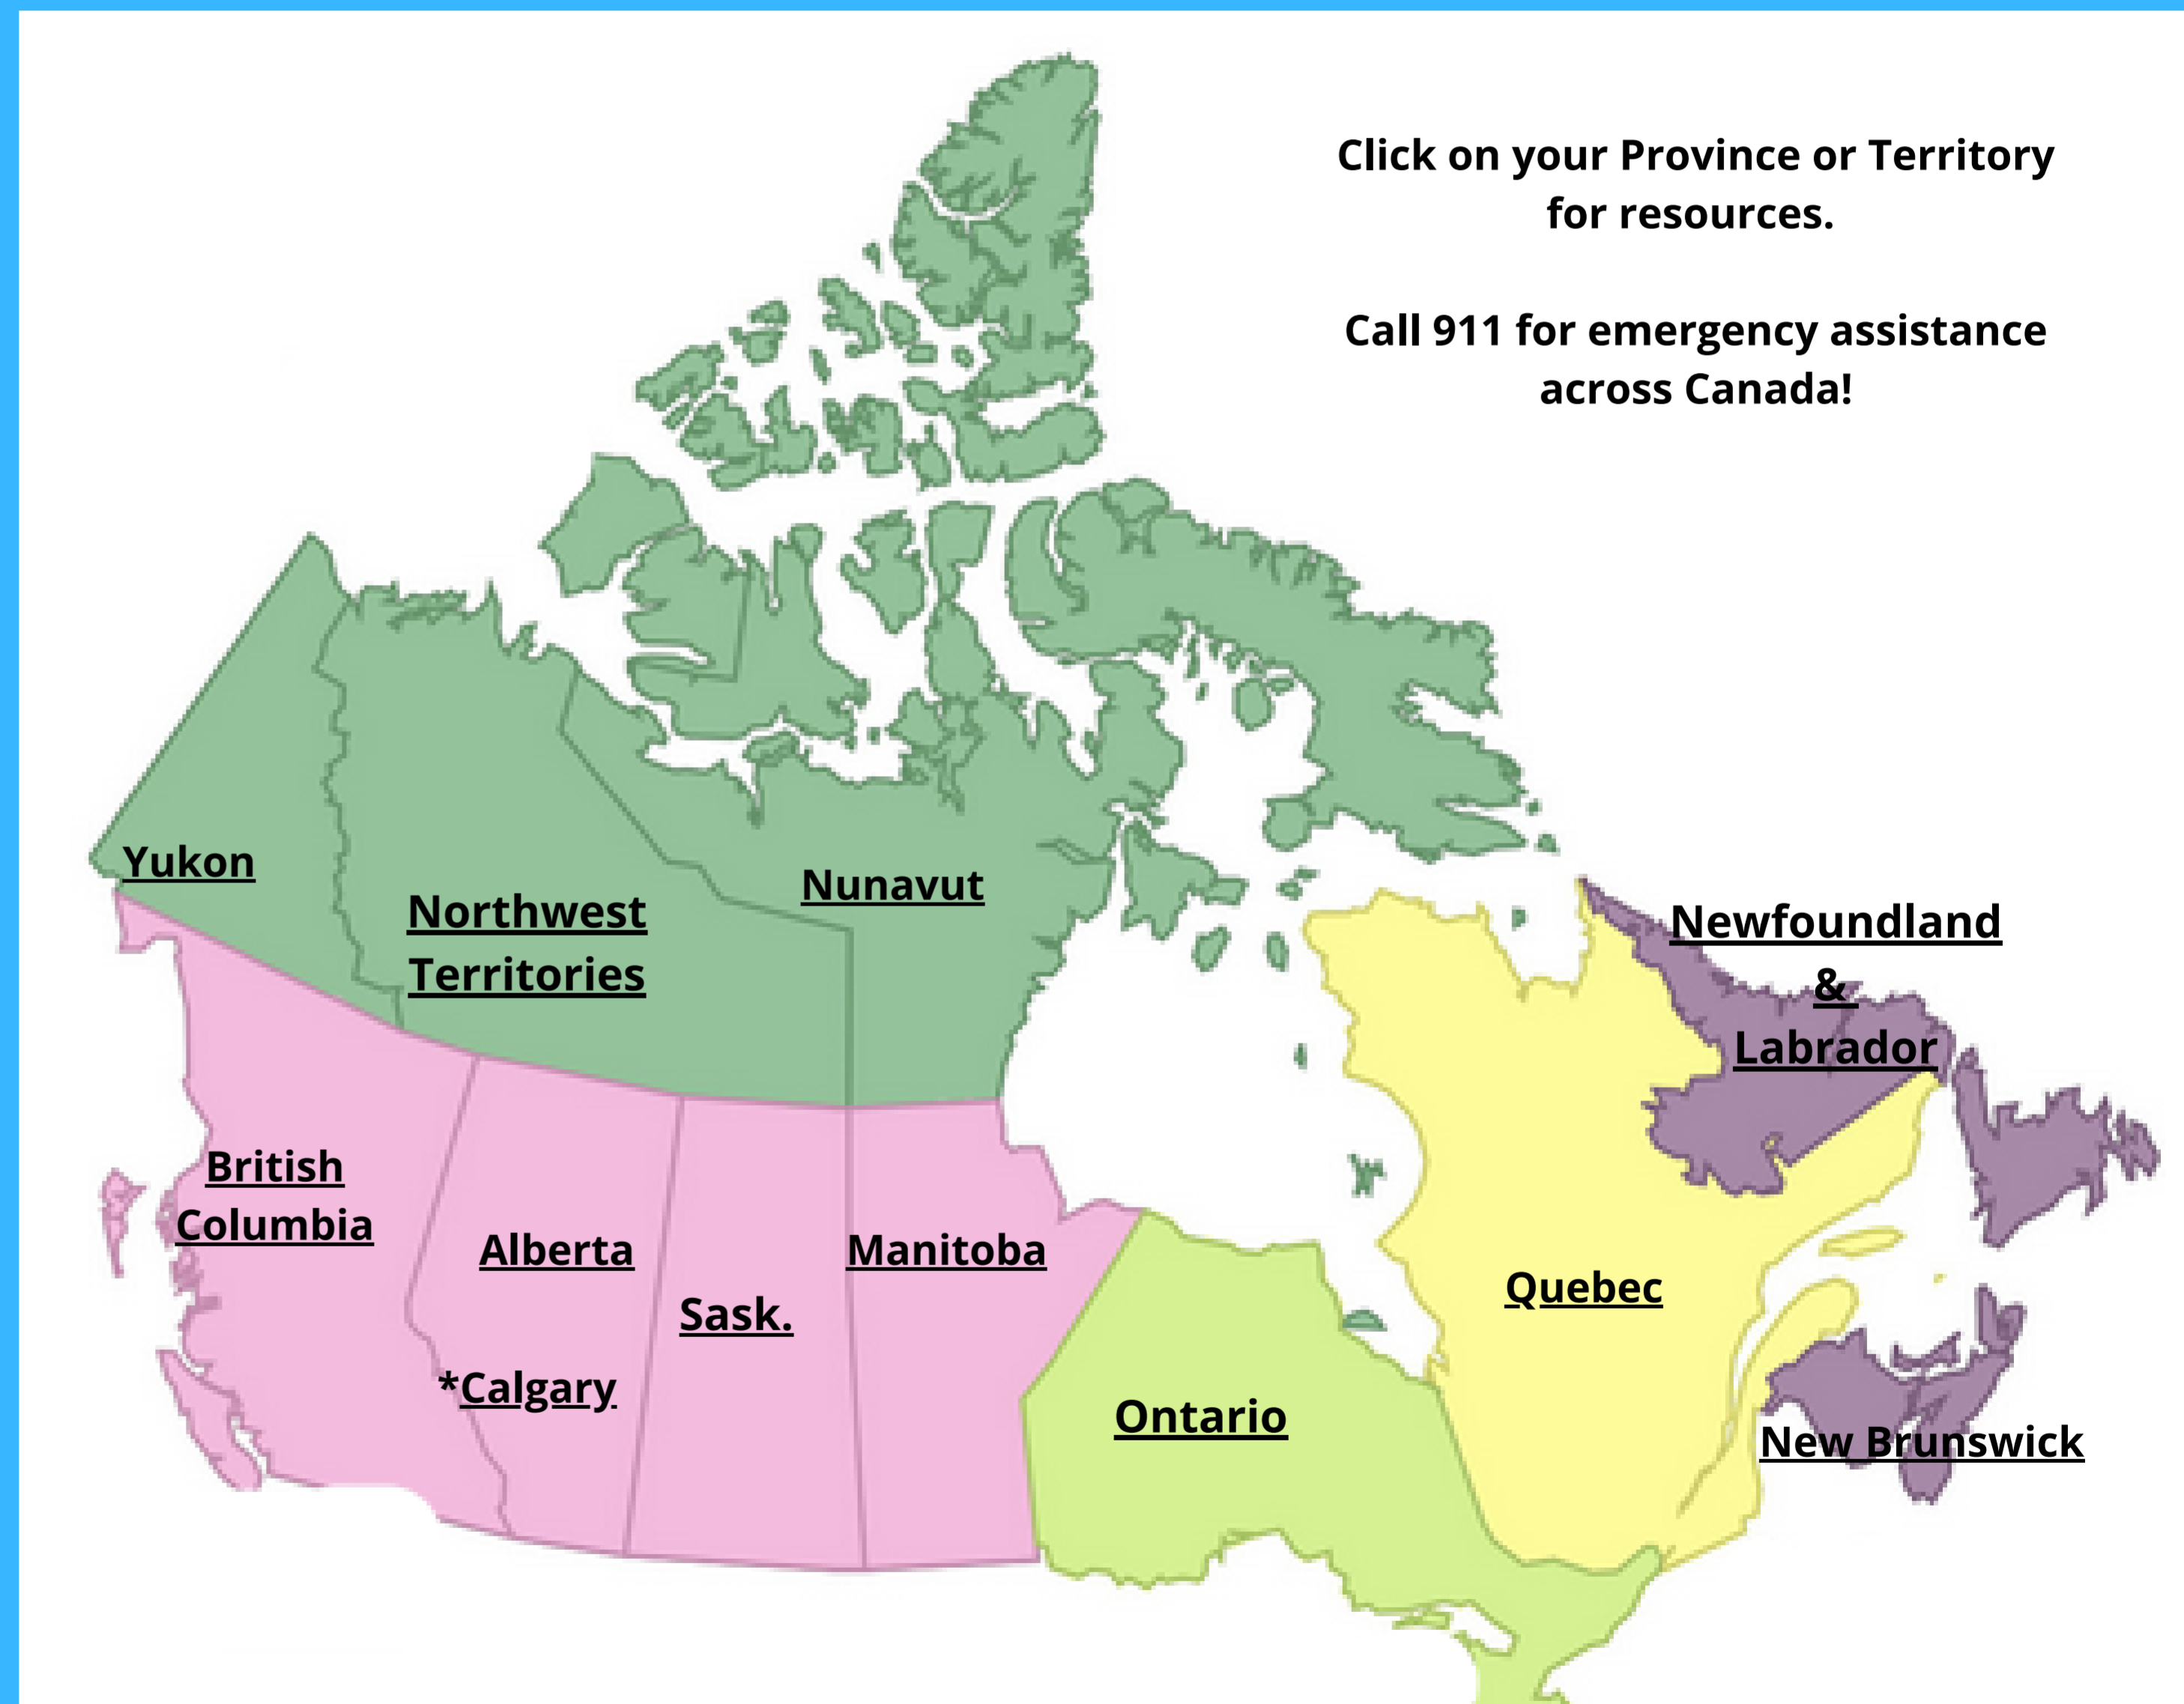 Click on your Province or Territory
for resources.
Call 911 for emergency assistance
across Canada!
Yukon
Northwest
Territories
Nunavut
Newfoundland
&
Labrador
British
Columbia
Alberta
Sask.
Manitoba
Quebec
*Calgary
Ontario
New Brunswick